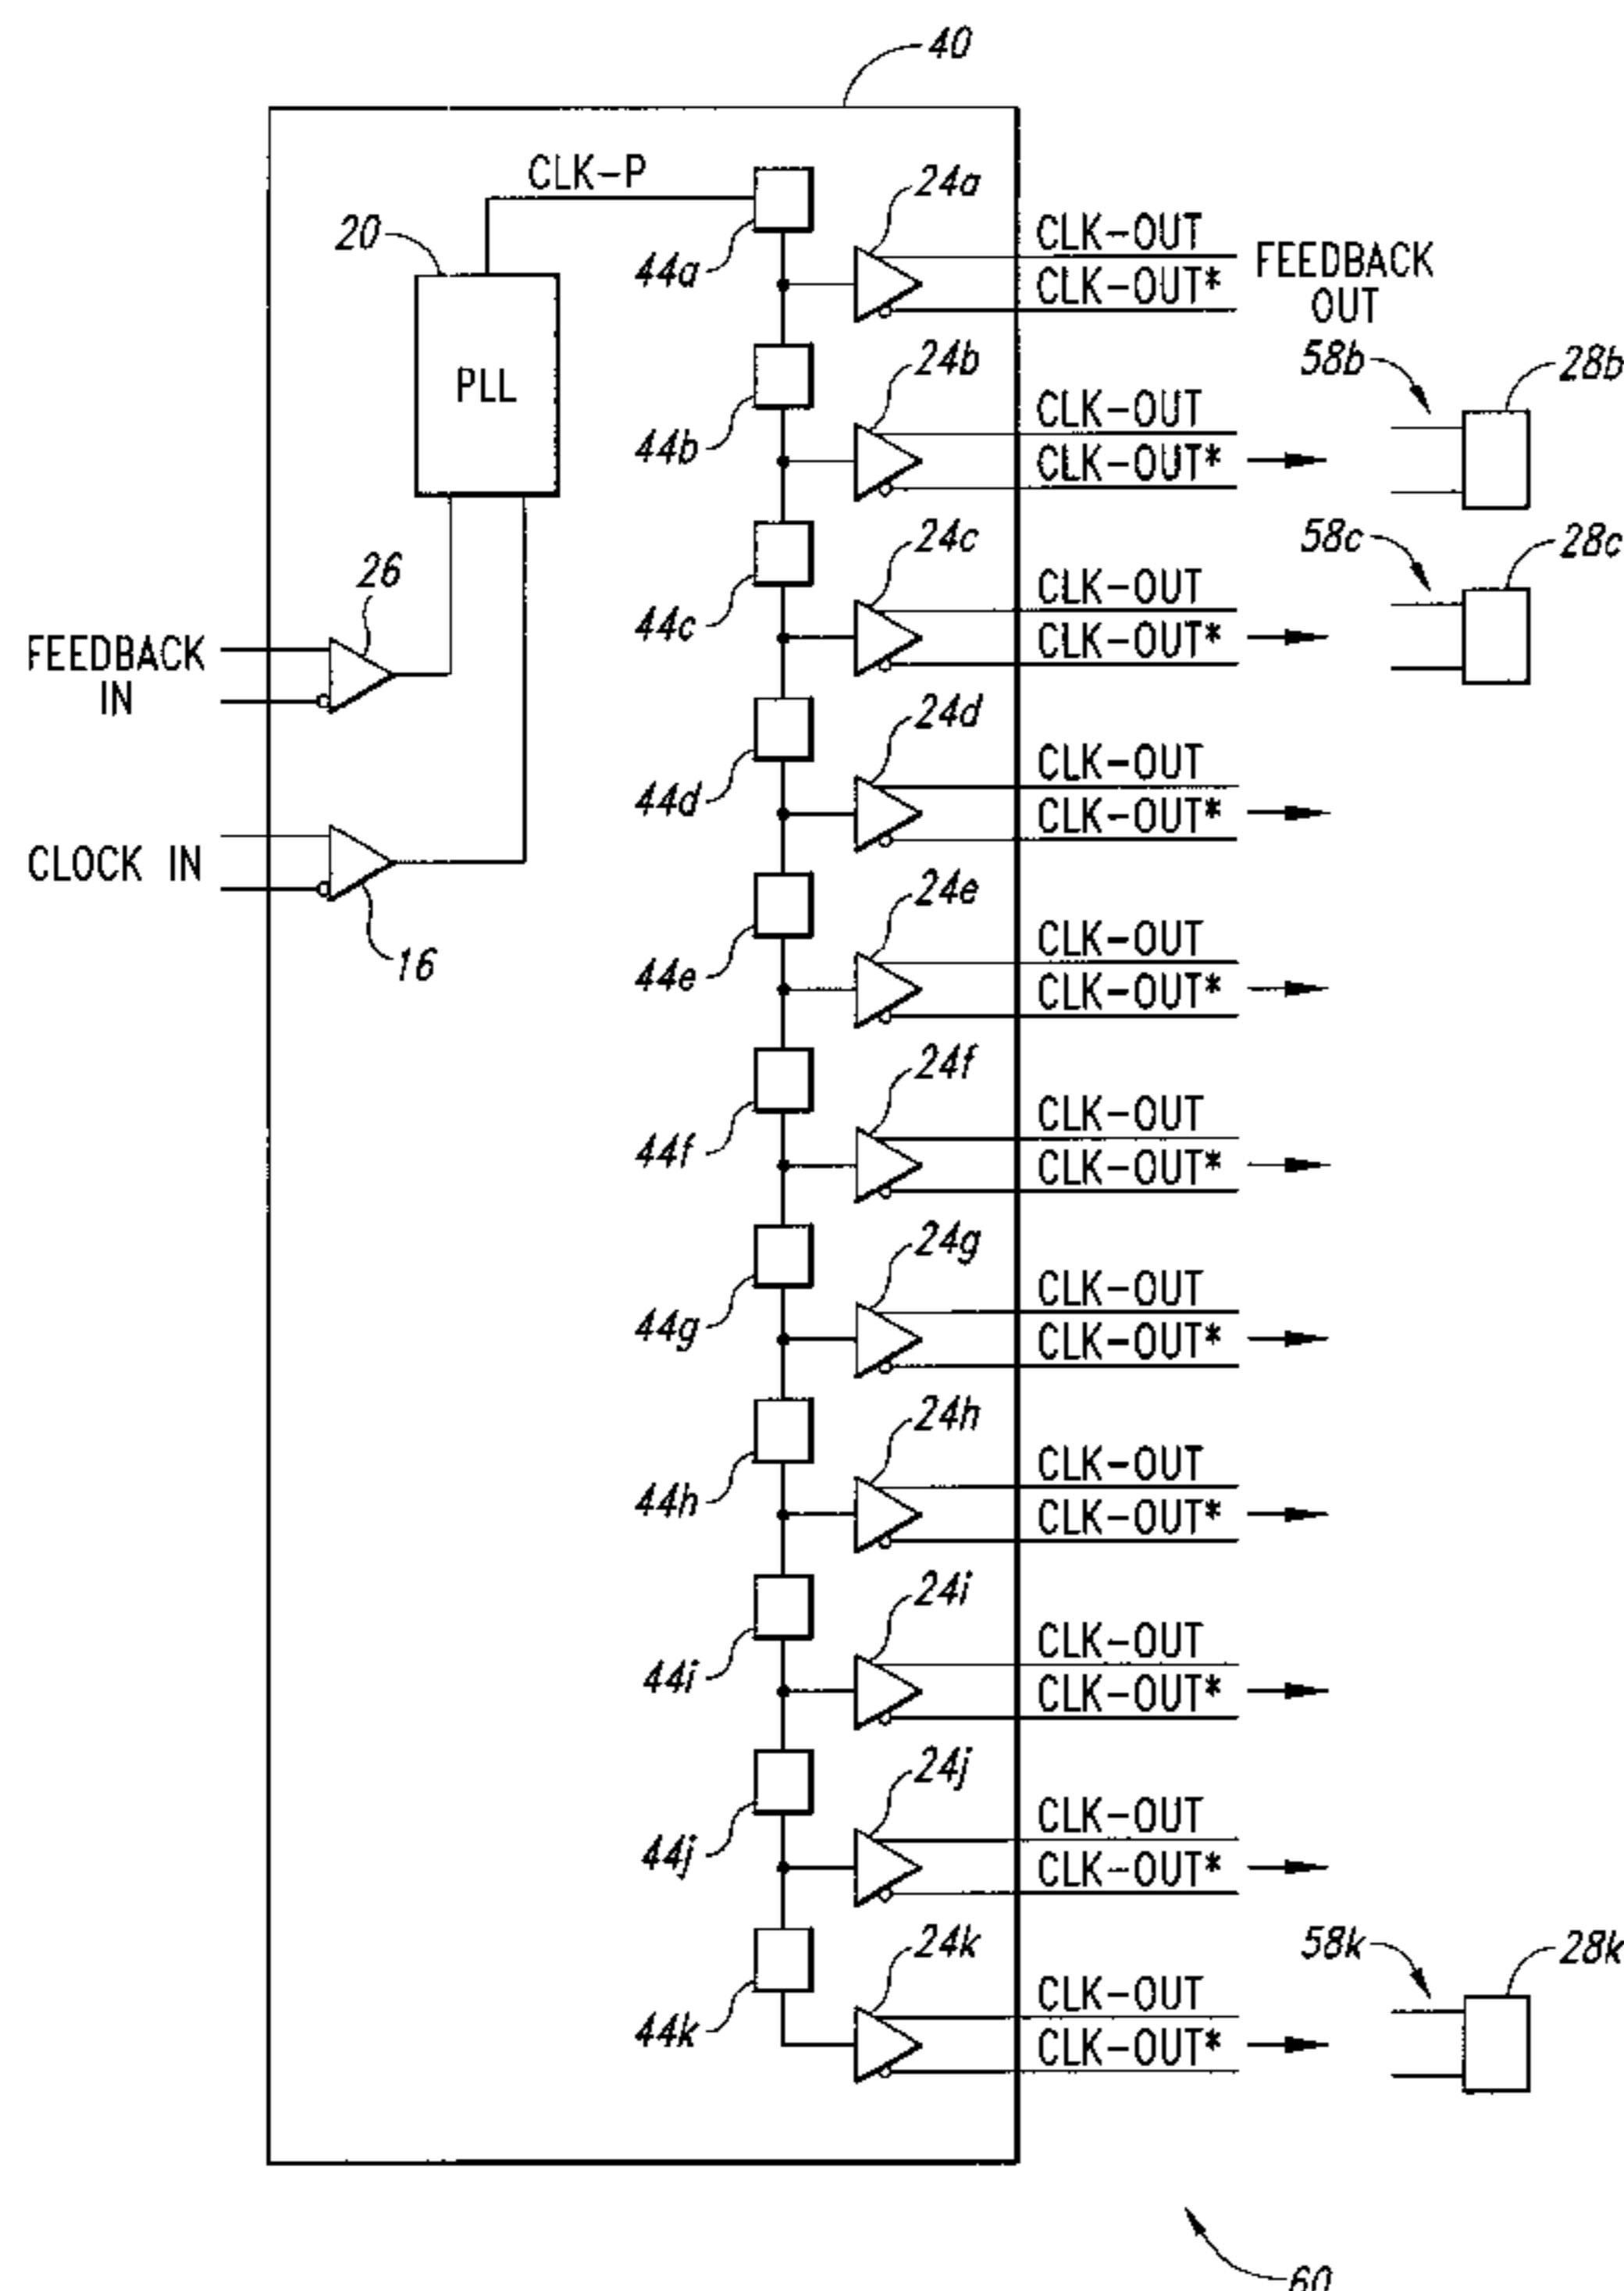 40
CLK-P
24a
20
CLK-OUT
44a
CLK-OUT*
FEEDBACK
OUT
PLL
24b
58b
28b
44b
CLK-OUT
CLK-OUT*
26
24c
58c
28c
44c
CLK-OUT
CLK-OUT*
FEEDBACK
IN
24d
44d
CLK-OUT
CLK-OUT*
CLOCK IN
16
24e
44e
CLK-OUT
CLK-OUT*
24f
44f
CLK-OUT
CLK-OUT*
24g
44g
CLK-OUT
CLK-OUT*
24h
44h
CLK-OUT
CLK-OUT*
24i
44i
CLK-OUT
CLK-OUT*
24j
44j
CLK-OUT
CLK-OUT*
24k
58k
28k
44k
CLK-OUT
CLK-OUT*
60